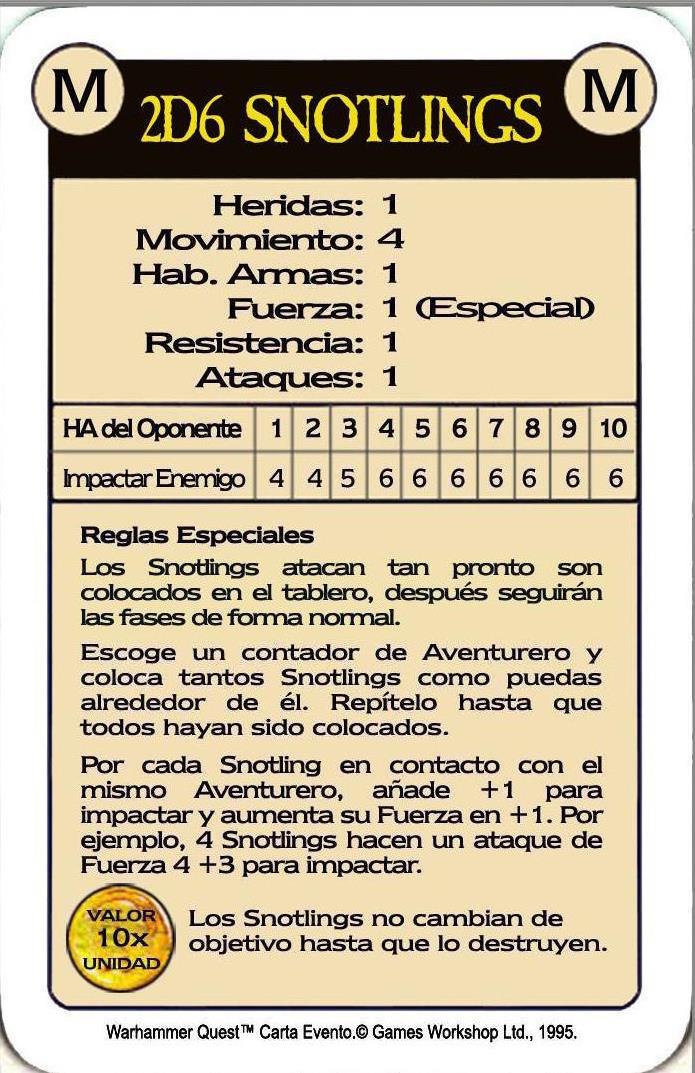 M
M
2D6 SNOTLINGS
Heridas: 1
Movimiento: 4
Hab. Armas: 1
Fuerza: 1 (Especial)
Resistencia: 1
Ataques: 1
HA del Oponente 1 2 3 4 5 6 7 8 9 10
Impactar Enemigo 4 4 5 6 6 6 6 6 6 6
Reglas Especiales
Los Snotlings atacan tan pronto son
colocados en el tablero, después seguirán
las fases de forma normal.
Escoge un contador de Aventurero y
coloca tantos Snotlings como puedas
alrededor de él. Repítelo hasta que
todos hayan sido colocados.
Por cada Snotling en contacto con el
mismo Aventurero, añade +1 para
impactar y aumenta su Fuerza en +1. Por
ejemplo, 4 Snotlings hacen un ataque de
Fuerza 4 +3 para impactar.
VALOR
10x
UNIDAD
Los Snotlings no cambian de
objetivo hasta que lo destruyen.
Warhammer Quest™ Carta Evento.© Games Workshop Ltd., 1995.